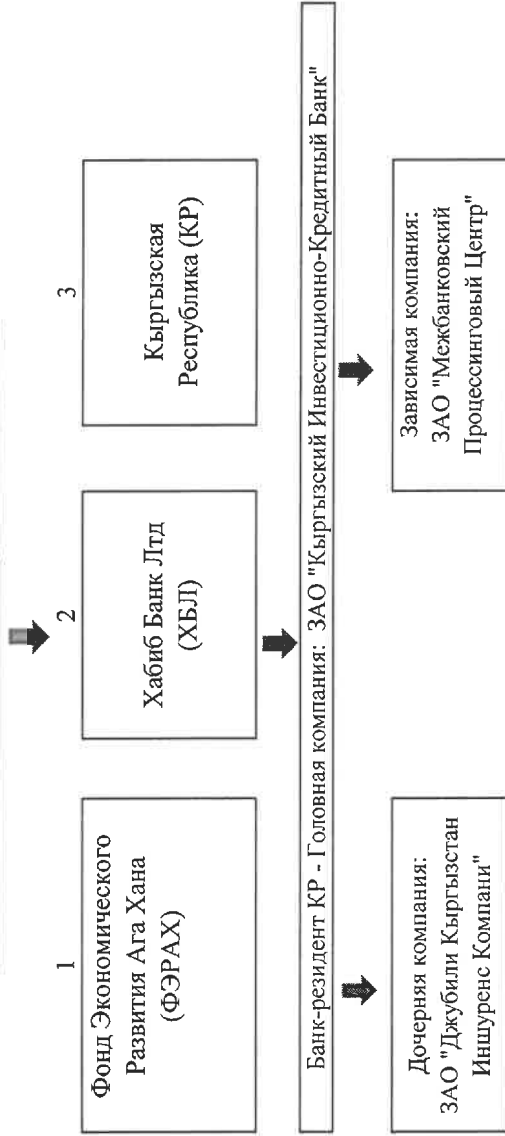 1
Фонд Экономического
Развития Ага Хана
(ФЭРАХ)
2
Хабиб Банк Лтд
(ХБЛ)
3
Кыргызская
Республика (КР)
Банк-резидент КР - Головная компания: ЗАО "Кыргызский Инвестиционно-Кредитный Банк"
Дочерняя компания:
ЗАО "Джубили Кыргызстан
Иншуренс Компани"
Зависимая компания:
ЗАО "Межбанковский
Процессинговый Центр"